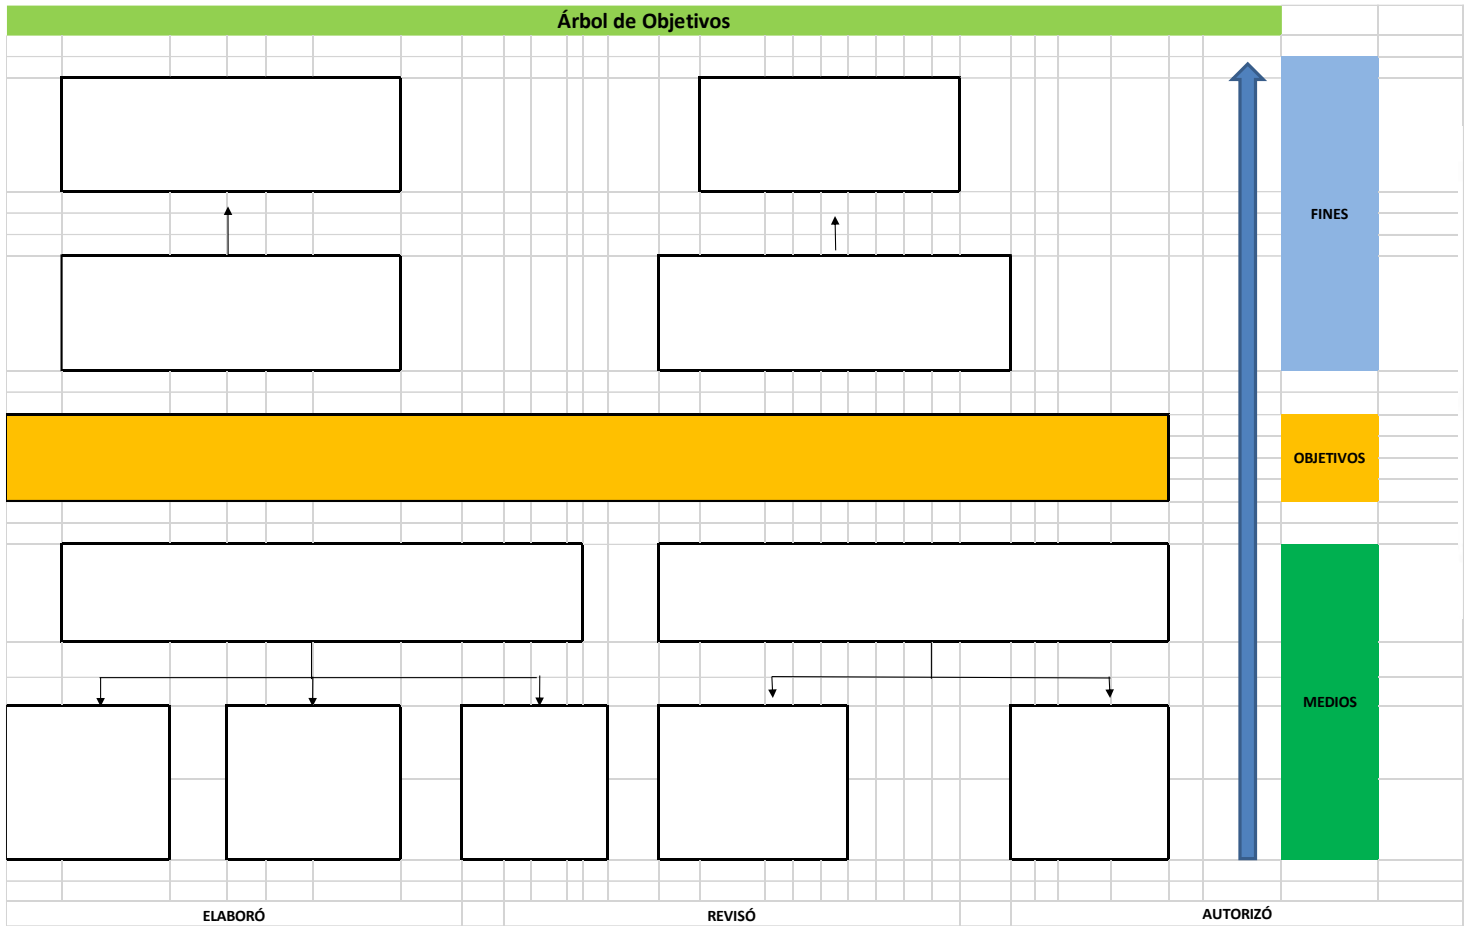 Árbol de Objetivos
FINES
OBJETIVOS
MEDIOS
ELABORÓ
REVISÓ
AUTORIZÓ